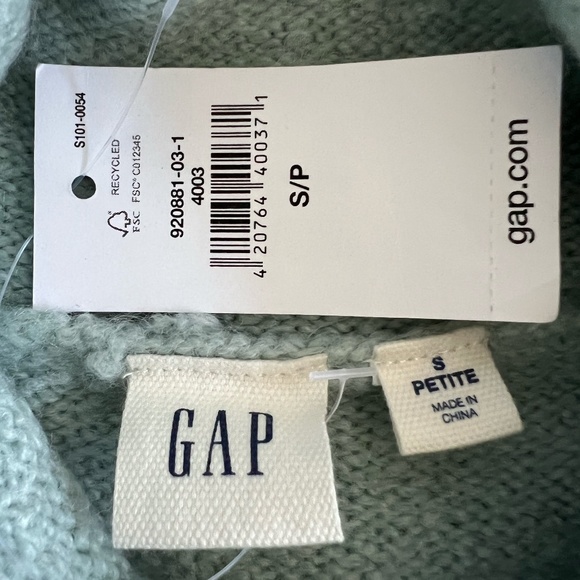 S101-0054
RECYCLED
FSC® C012345
FSC
920881-03-1
4003
4 20764 40037 1
S/P
gap.com
GAP
S
PETITE
MADE IN
CHINA